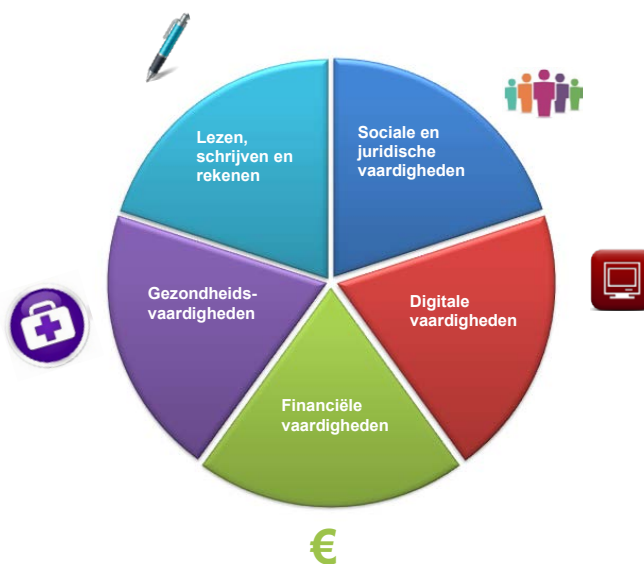 Lezen,
schrijven en
rekenen
Sociale en
juridische
vaardigheden
Gezondheids-
vaardigheden
Digitale
vaardigheden
Financiële
vaardigheden
€